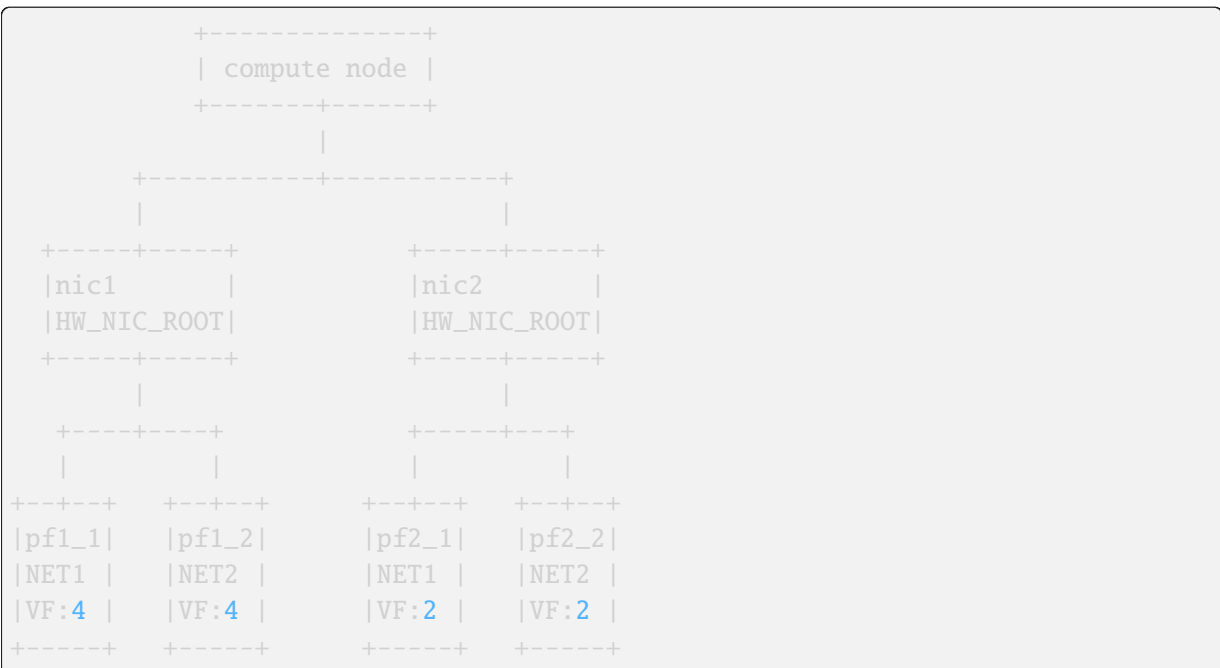 +--------------+
| compute node |
+-------+------+
|
+-----------+-----------+
| |
+-----+-----+ +-----+-----+
|nic1 | |nic2 |
|HW_NIC_ROOT| |HW_NIC_ROOT|
+-----+-----+ +-----+-----+
| |
+----+----+ +-----+---+
| | | |
+--+--+ +--+--+ +--+--+ +--+--+
|pf1_1| |pf1_2| |pf2_1| |pf2_2|
|NET1 | |NET2 | |NET1 | |NET2 |
|VF:4 | |VF:4 | |VF:2 | |VF:2 |
+------+ +------+ +------+ +------+